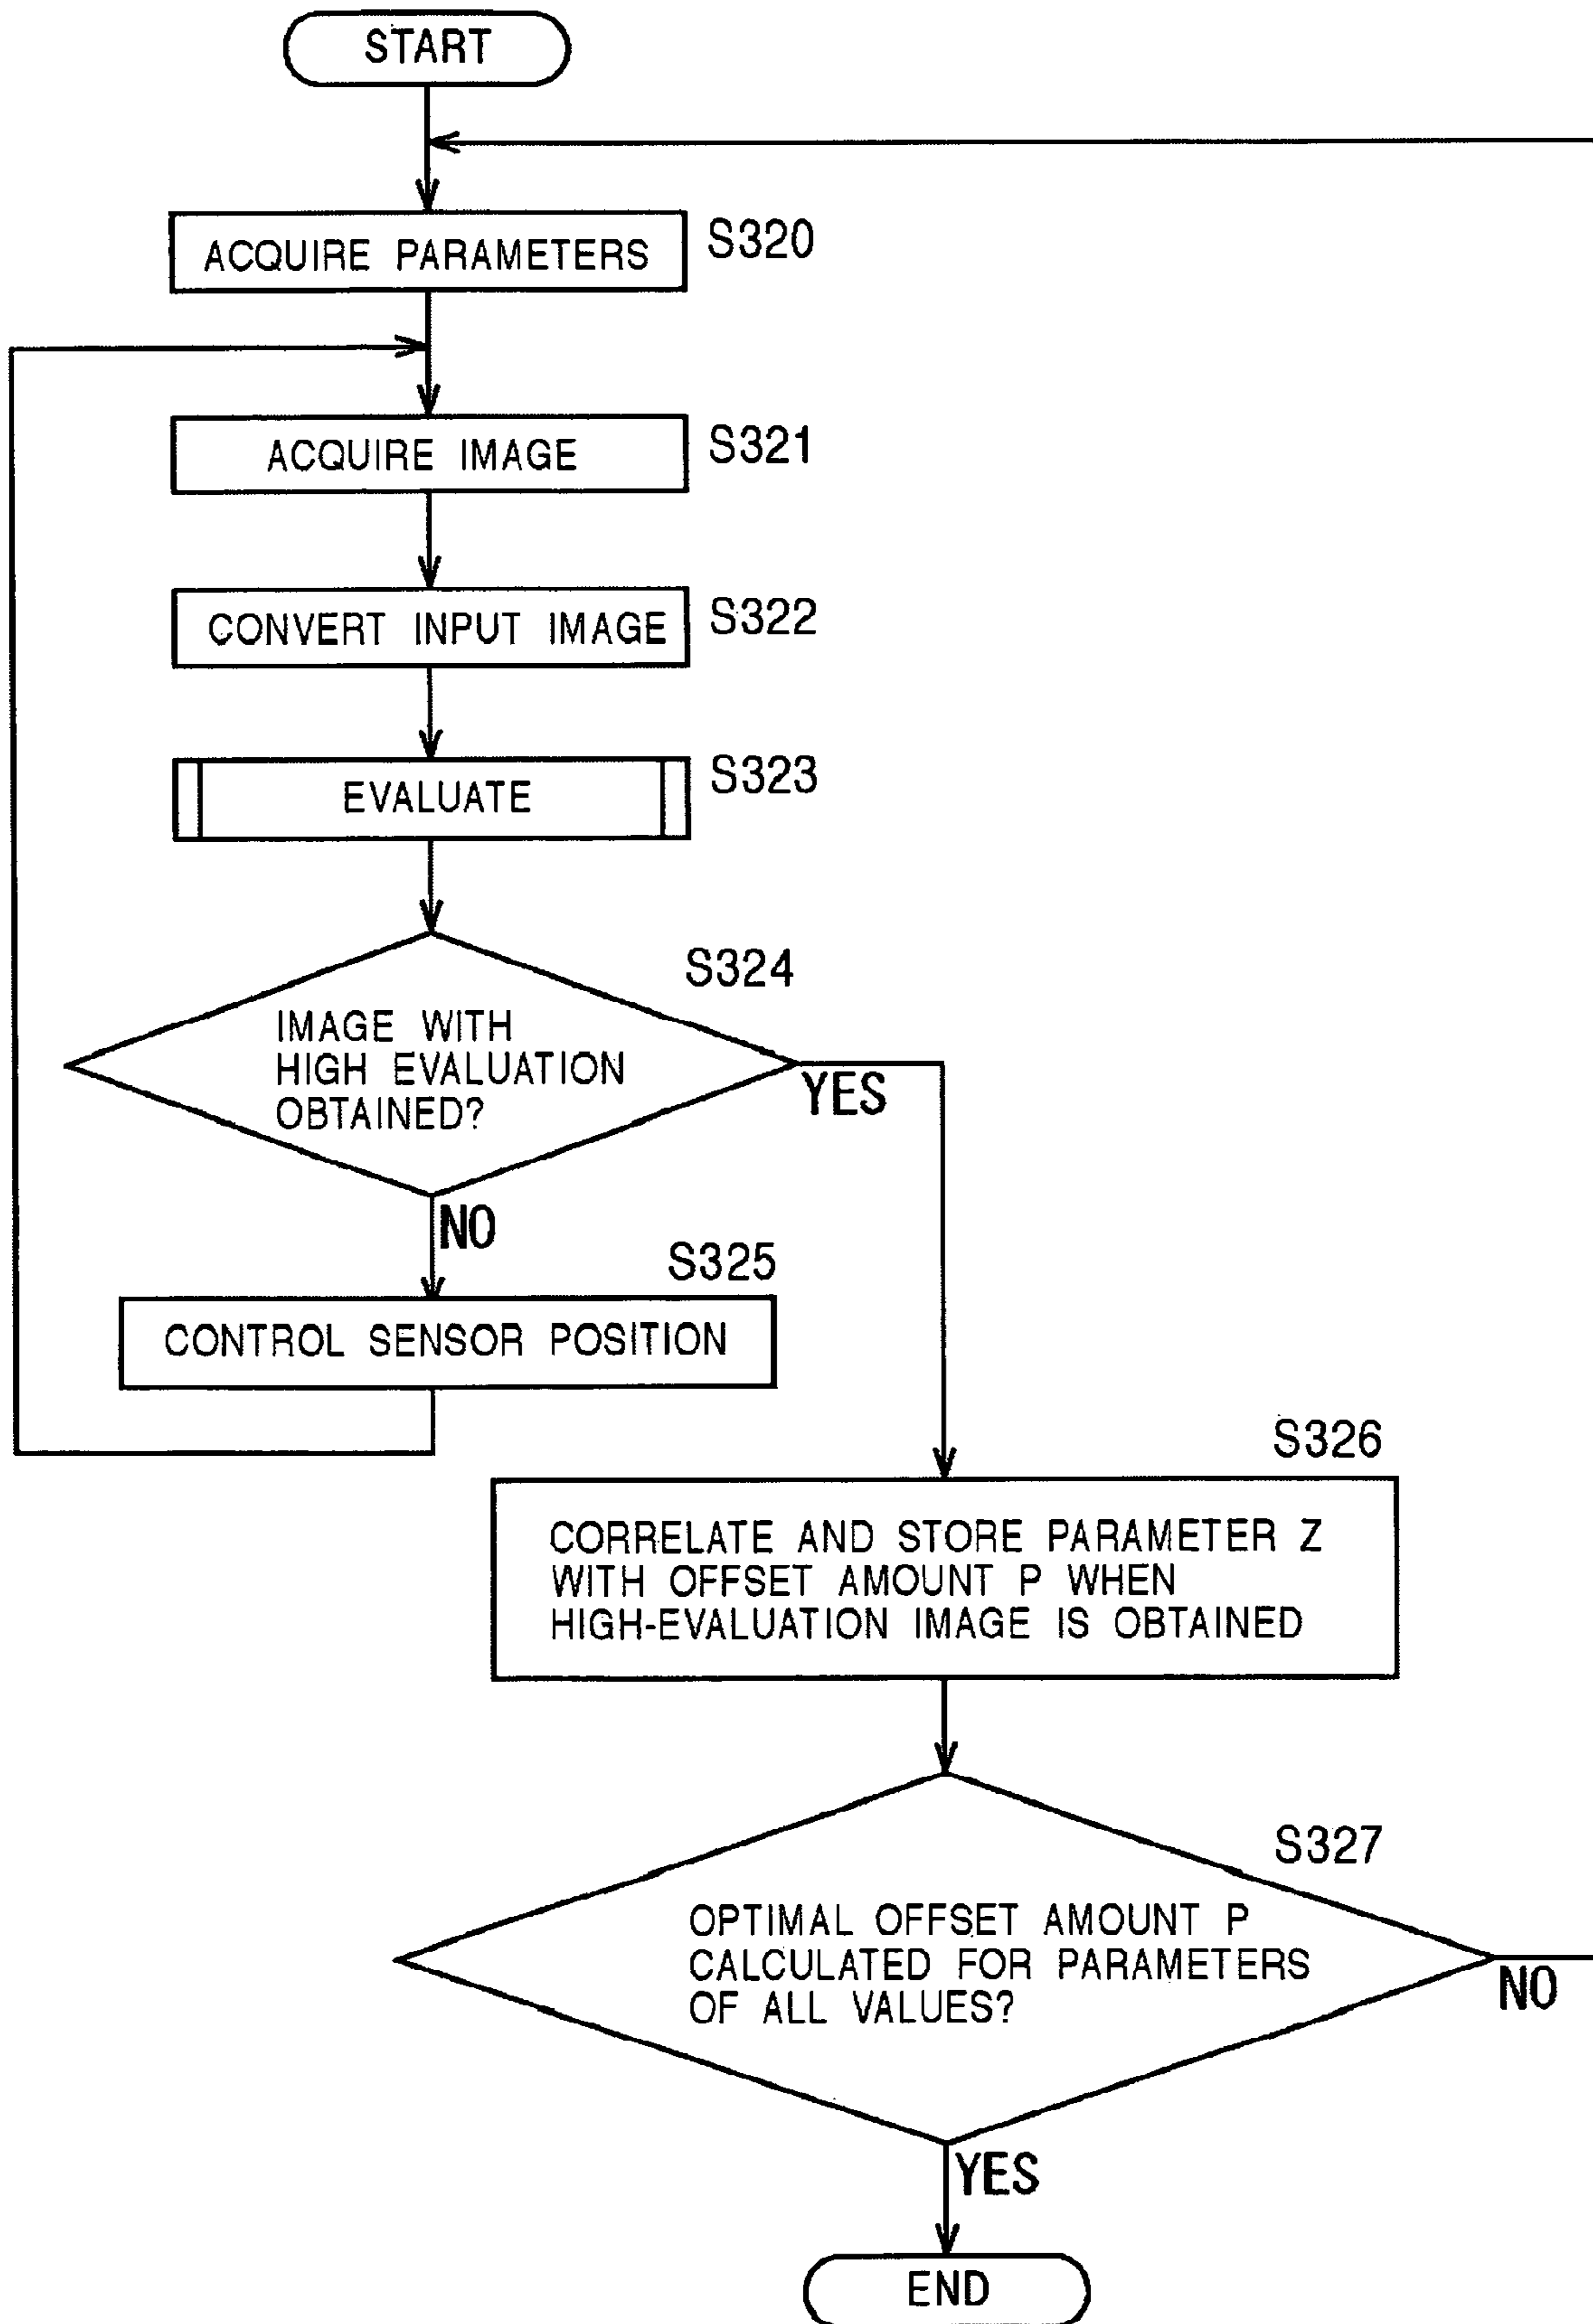 START
ACQUIRE PARAMETERS
S320
ACQUIRE IMAGE
S321
CONVERT INPUT IMAGE
S322
EVALUATE
S323
S324
IMAGE WITH
HIGH EVALUATION
OBTAINED?
YES
NO
S325
CONTROL SENSOR POSITION
S326
CORRELATE AND STORE PARAMETER Z
WITH OFFSET AMOUNT P WHEN
HIGH-EVALUATION IMAGE IS OBTAINED
S327
OPTIMAL OFFSET AMOUNT P
CALCULATED FOR PARAMETERS
OF ALL VALUES?
NO
YES
END